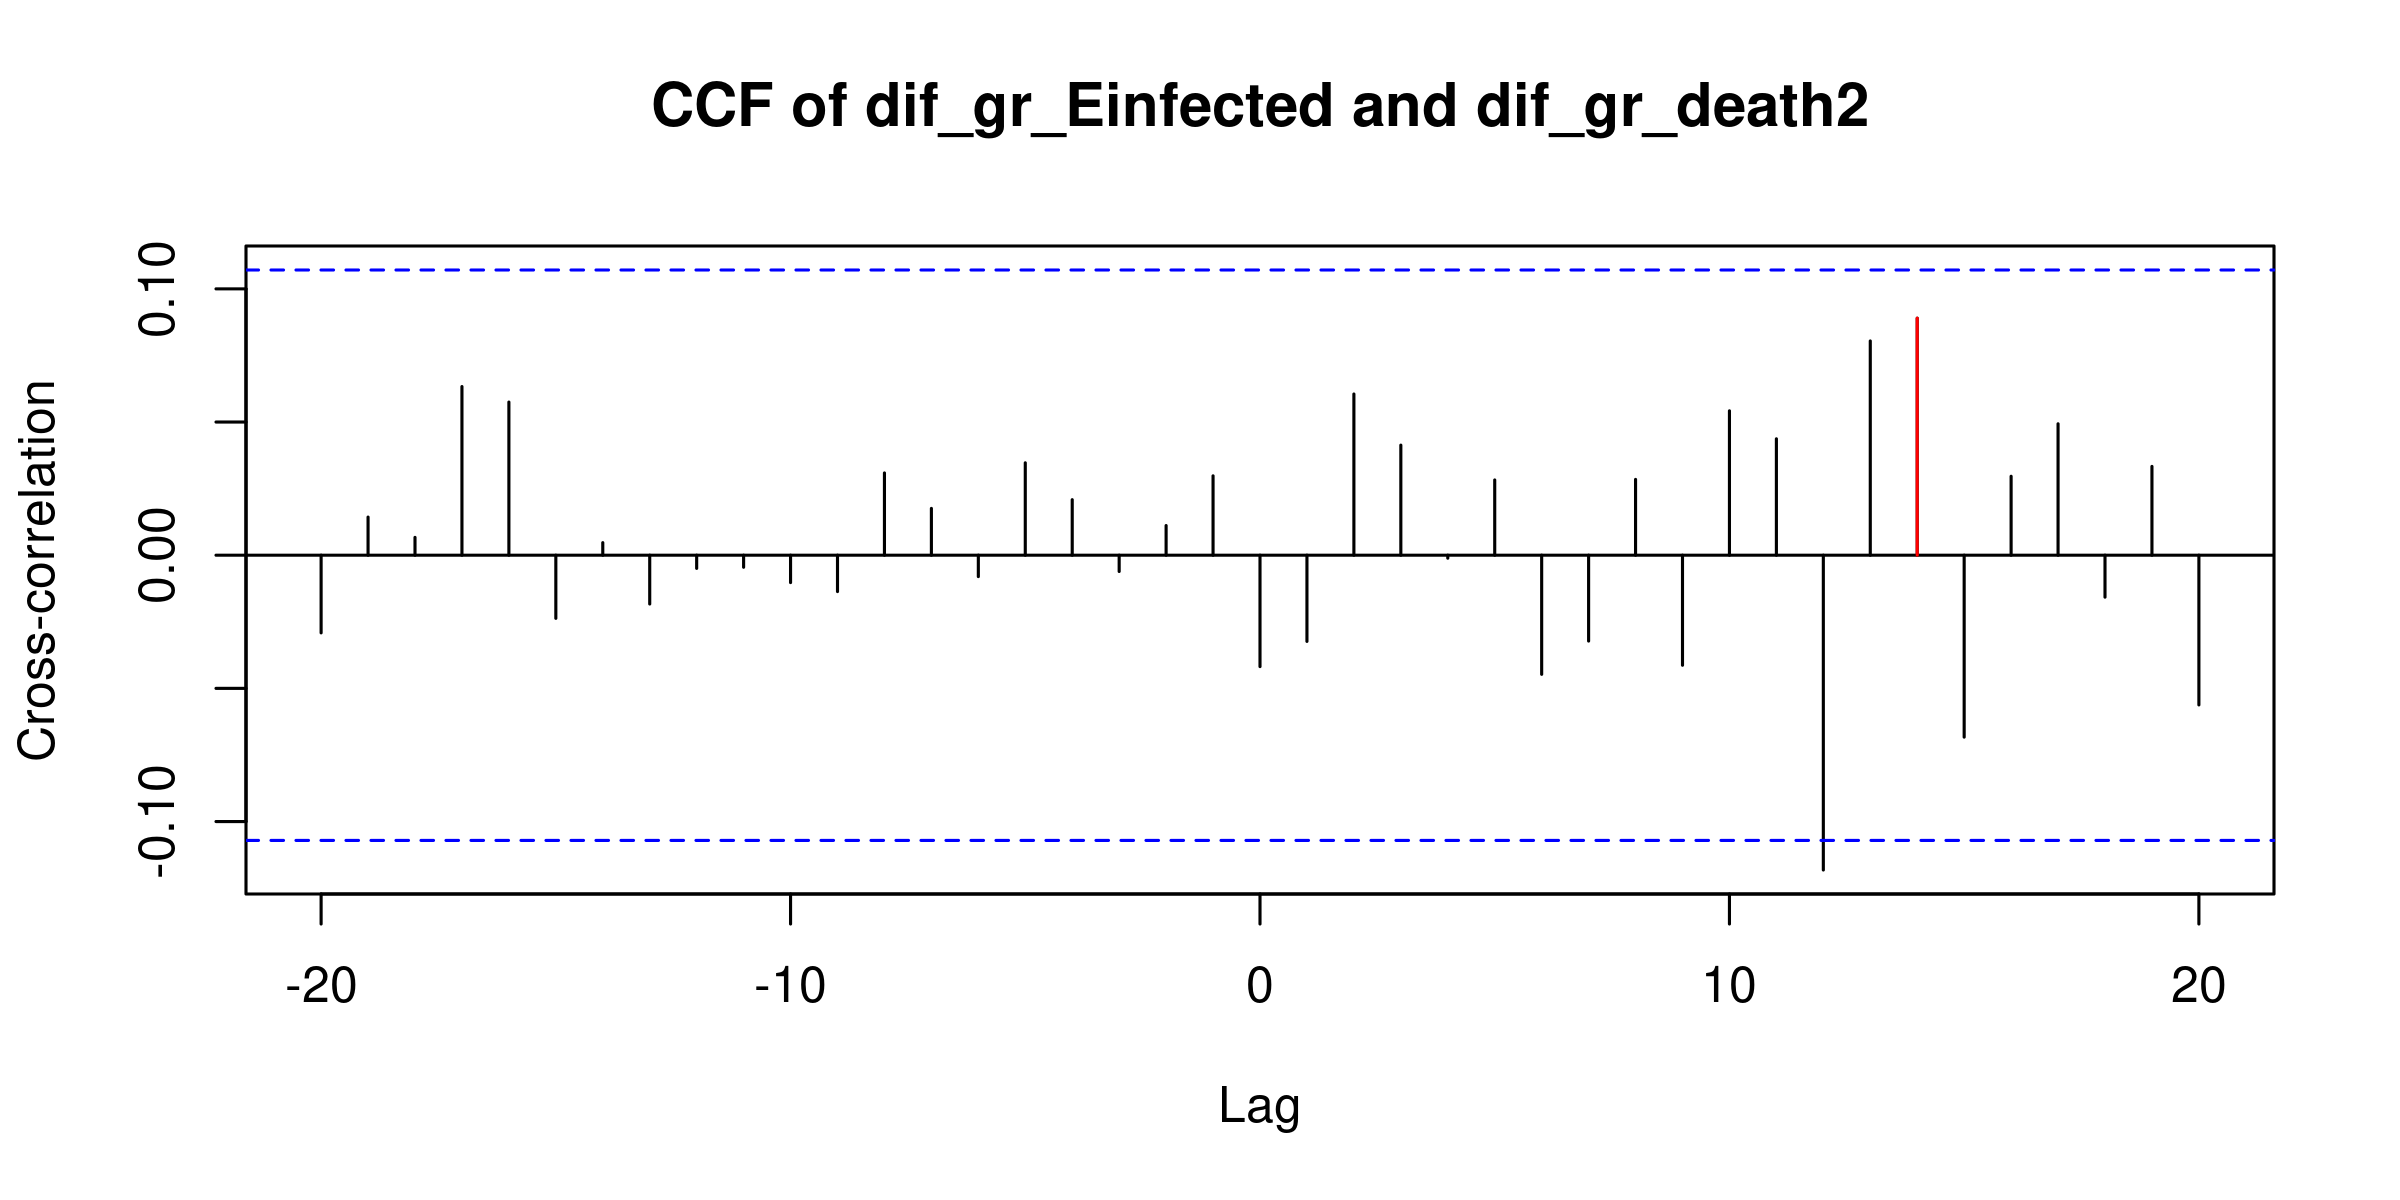 CCF of dif_gr_Einfected and dif_gr_death2
Cross-correlation
0.10
0.00
-0.10
-20 -10 0 10 20
Lag